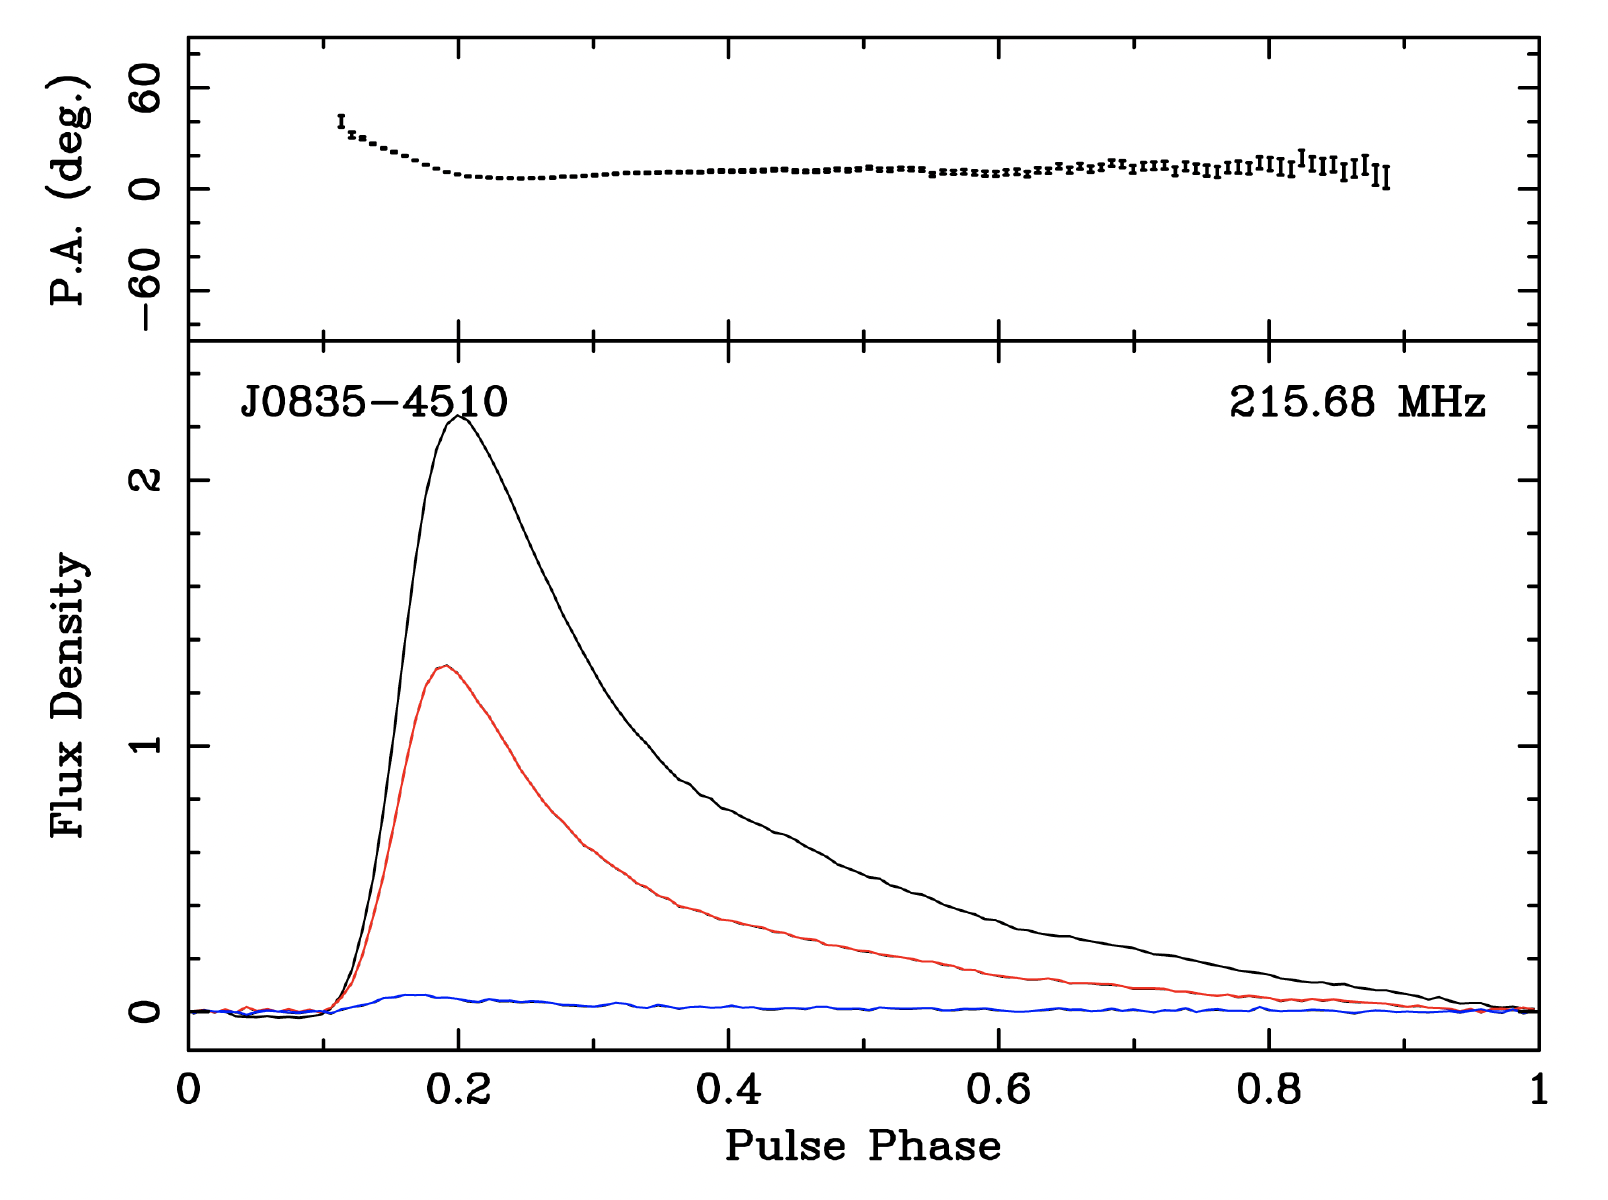 P.A. (deg.)
60
0
−60
J0835−4510
215.68 MHz
Flux Density
2
1
0
0
0.2
0.4
0.6
0.8
1
Pulse Phase